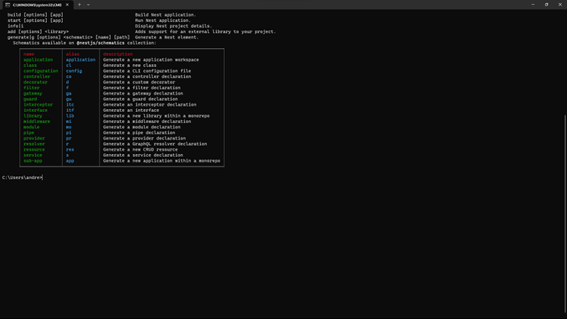 C:\WINDOWS\system32\cmd
build [options] [app] Build Nest application.
start [options] [app] Run Nest application.
info|i Display Nest project details.
add [options] <library> Adds support for an external library to your project.
generate|g [options] <schematic> [name] [path] Generate a Nest element.
Schematics available on @nestjs/schematics collection:
name alias description
application application Generate a new application workspace
class cl Generate a new class
configuration config Generate a CLI configuration file
controller co Generate a controller declaration
decorator d Generate a custom decorator
filter f Generate a filter declaration
gateway ga Generate a gateway declaration
guard gu Generate a guard declaration
interceptor itc Generate an interceptor declaration
interface itf Generate an interface
library lib Generate a new library within a monorepo
middleware mi Generate a middleware declaration
module mo Generate a module declaration
pipe pi Generate a pipe declaration
provider pr Generate a provider declaration
resolver r Generate a GraphQL resolver declaration
resource res Generate a new CRUD resource
service s Generate a service declaration
sub-app app Generate a new application within a monorepo
C:\Users\andre>